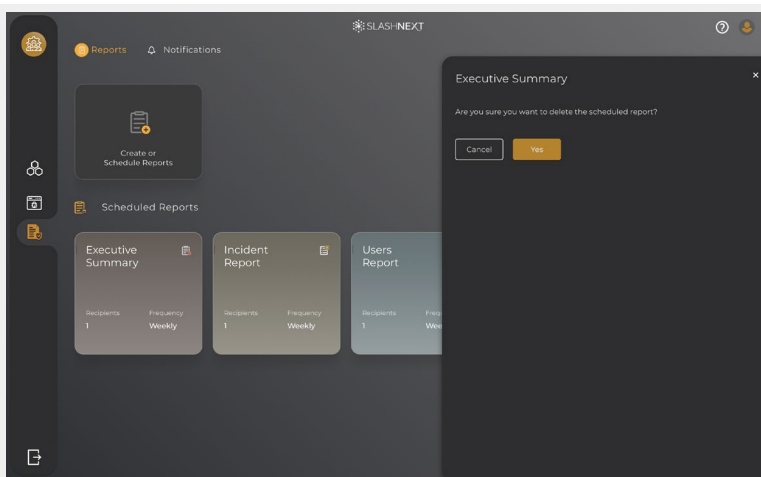 SLASHNEXT
Reports
Notifications
Create or
Schedule Reports
Scheduled Reports
Executive
Summary
Recipients
Frequency
1
Weekly
Incident
Report
Recipients
Frequency
1
Weekly
Users
Report
Recipients
Freq
1
Wee
Executive Summary
×
Are you sure you want to delete the scheduled report?
Cancel
Yes